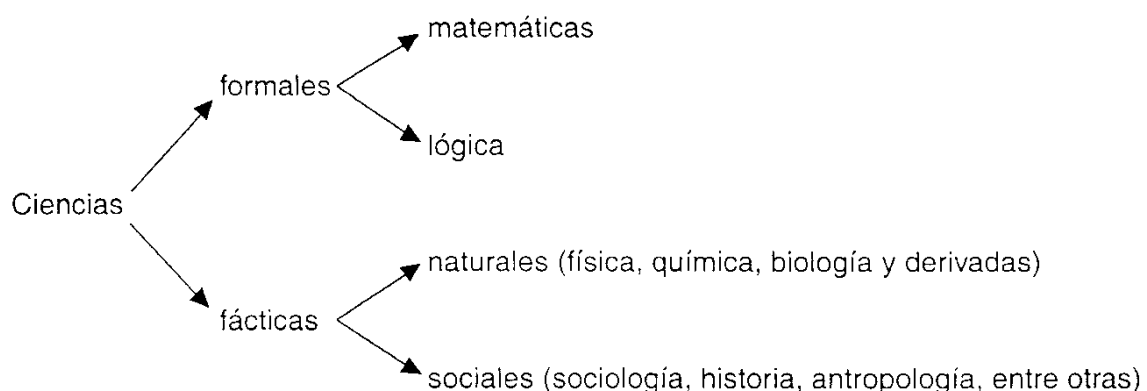 matemáticas
formales
lógica
Ciencias
naturales (física, química, biología y derivadas)
fácticas
sociales (sociología, historia, antropología, entre otras)